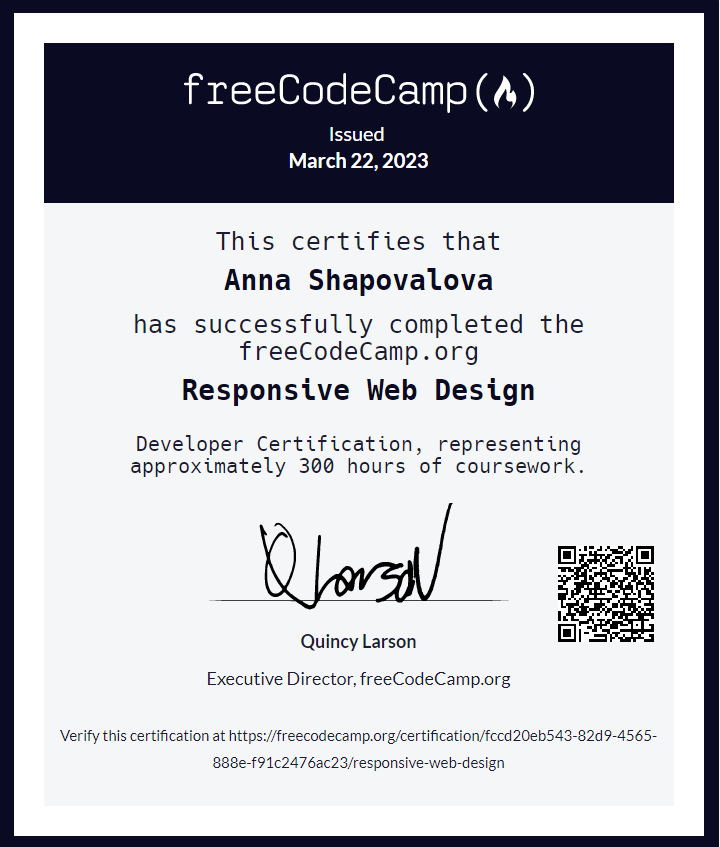 freeCodeCamp
Issued
March 22, 2023
This certifies that
Anna Shapovalova
has successfully completed the
freeCodeCamp.org
Responsive Web Design
Developer Certification, representing
approximately 300 hours of coursework.
Q Larson
Quincy Larson
Executive Director, freeCodeCamp.org
Verify this certification at https://freecodecamp.org/certification/fccd20eb543-82d9-4565-
888e-f91c2476ac23/responsive-web-design